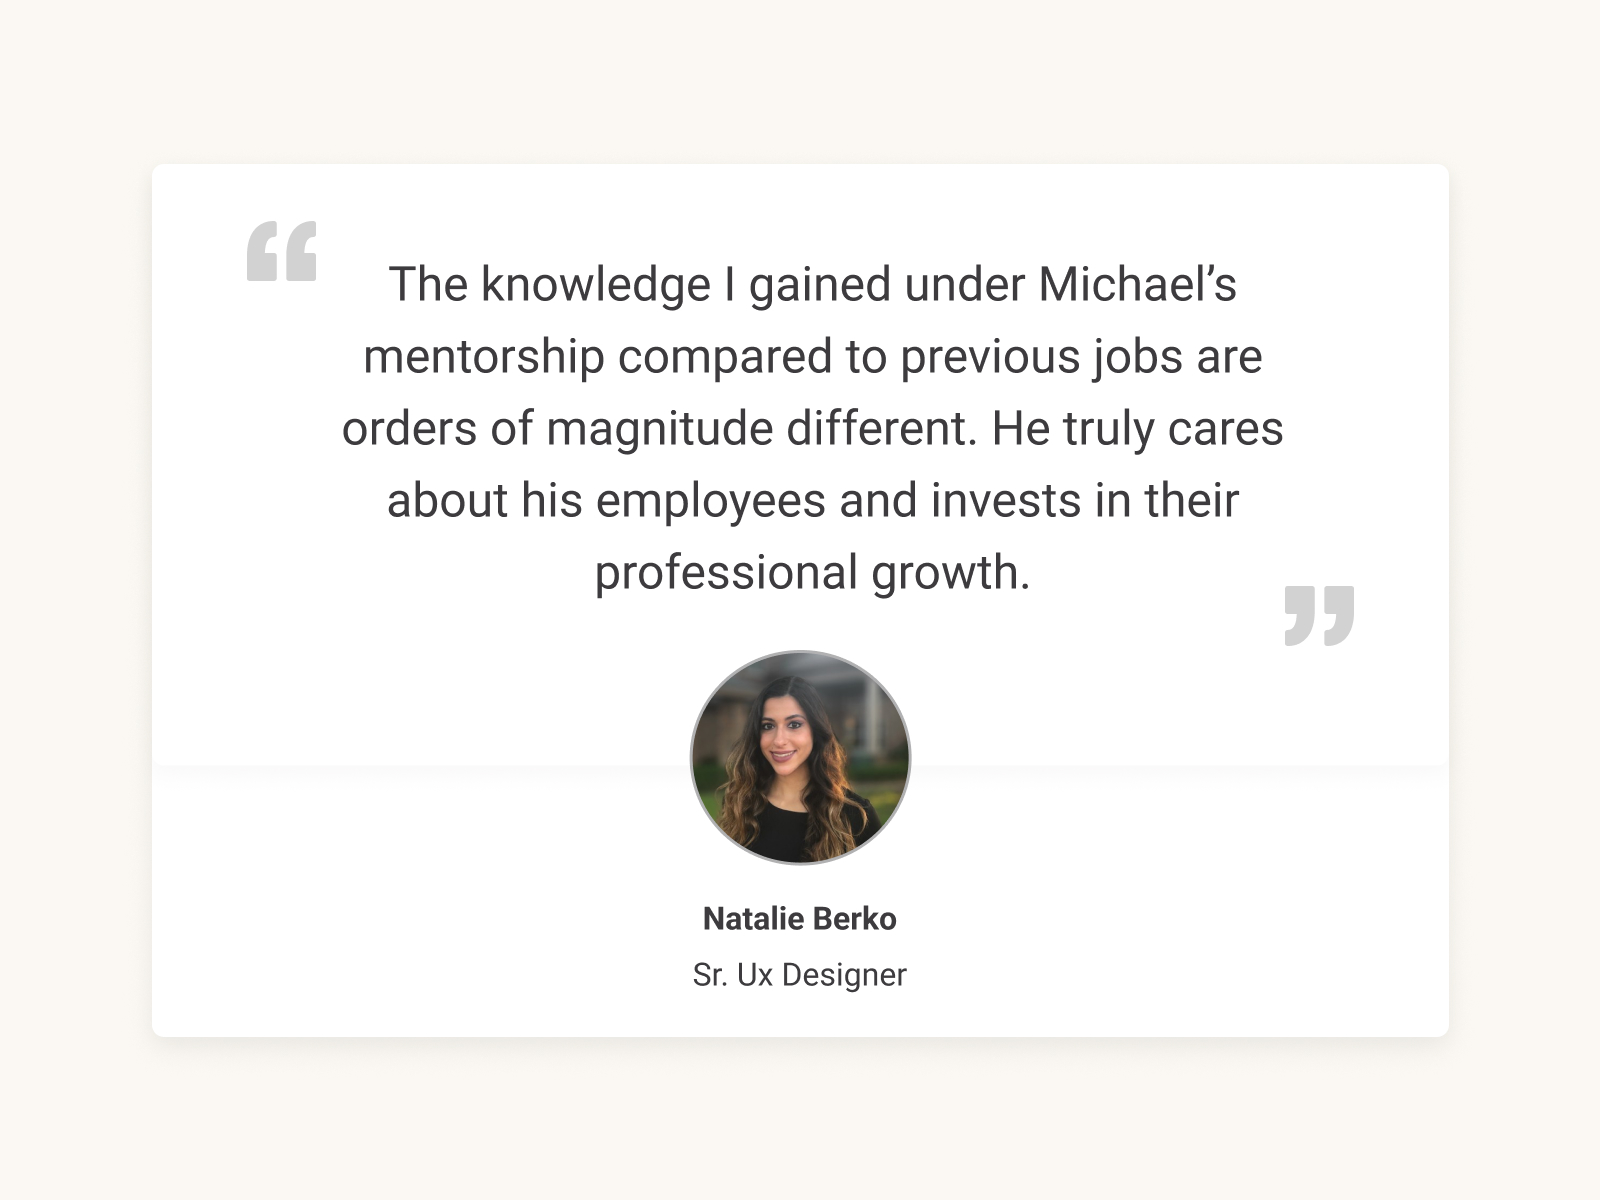 “
The knowledge I gained under Michael’s
mentorship compared to previous jobs are
orders of magnitude different. He truly cares
about his employees and invests in their
professional growth.
”
Natalie Berko
Sr. Ux Designer